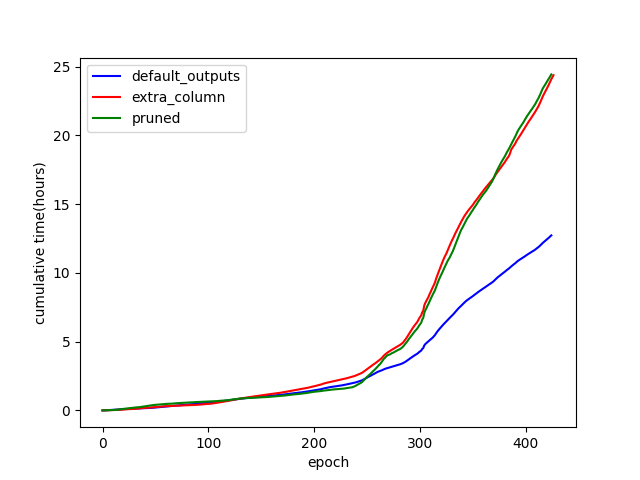 default_outputs
extra_column
pruned
25
20
15
10
5
0
cumulative time(hours)
0 100 200 300 400
epoch